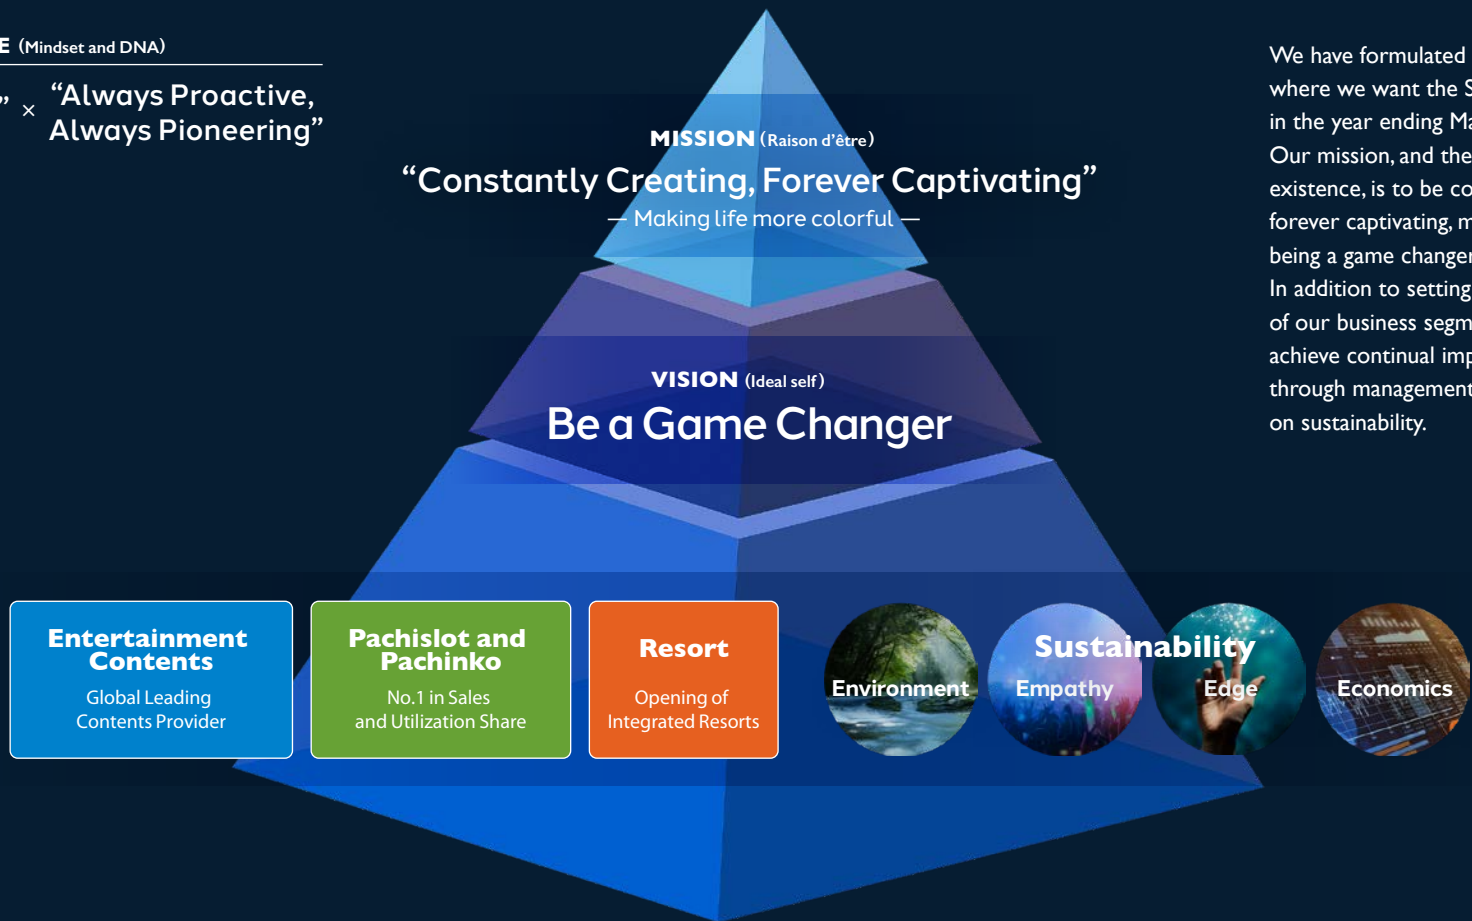 (Mindset and DNA)
” × “Always Proactive,
Always Pioneering”
MISSION (Raison d’être)
“Constantly Creating, Forever Captivating”
— Making life more colorful —
VISION (Ideal self)
Be a Game Changer
We have formulated
where we want the
in the year ending
Our mission, and the
existence, is to be
forever captivating,
being a game changer
In addition to setting
of our business
achieve continual
through management
on sustainability.
Entertainment
Contents
Global Leading
Contents Provider
Pachislot and
Pachinko
No.1 in Sales
and Utilization Share
Resort
Opening of
Integrated Resorts
Sustainability
Environment
Empathy
Edge
Economics